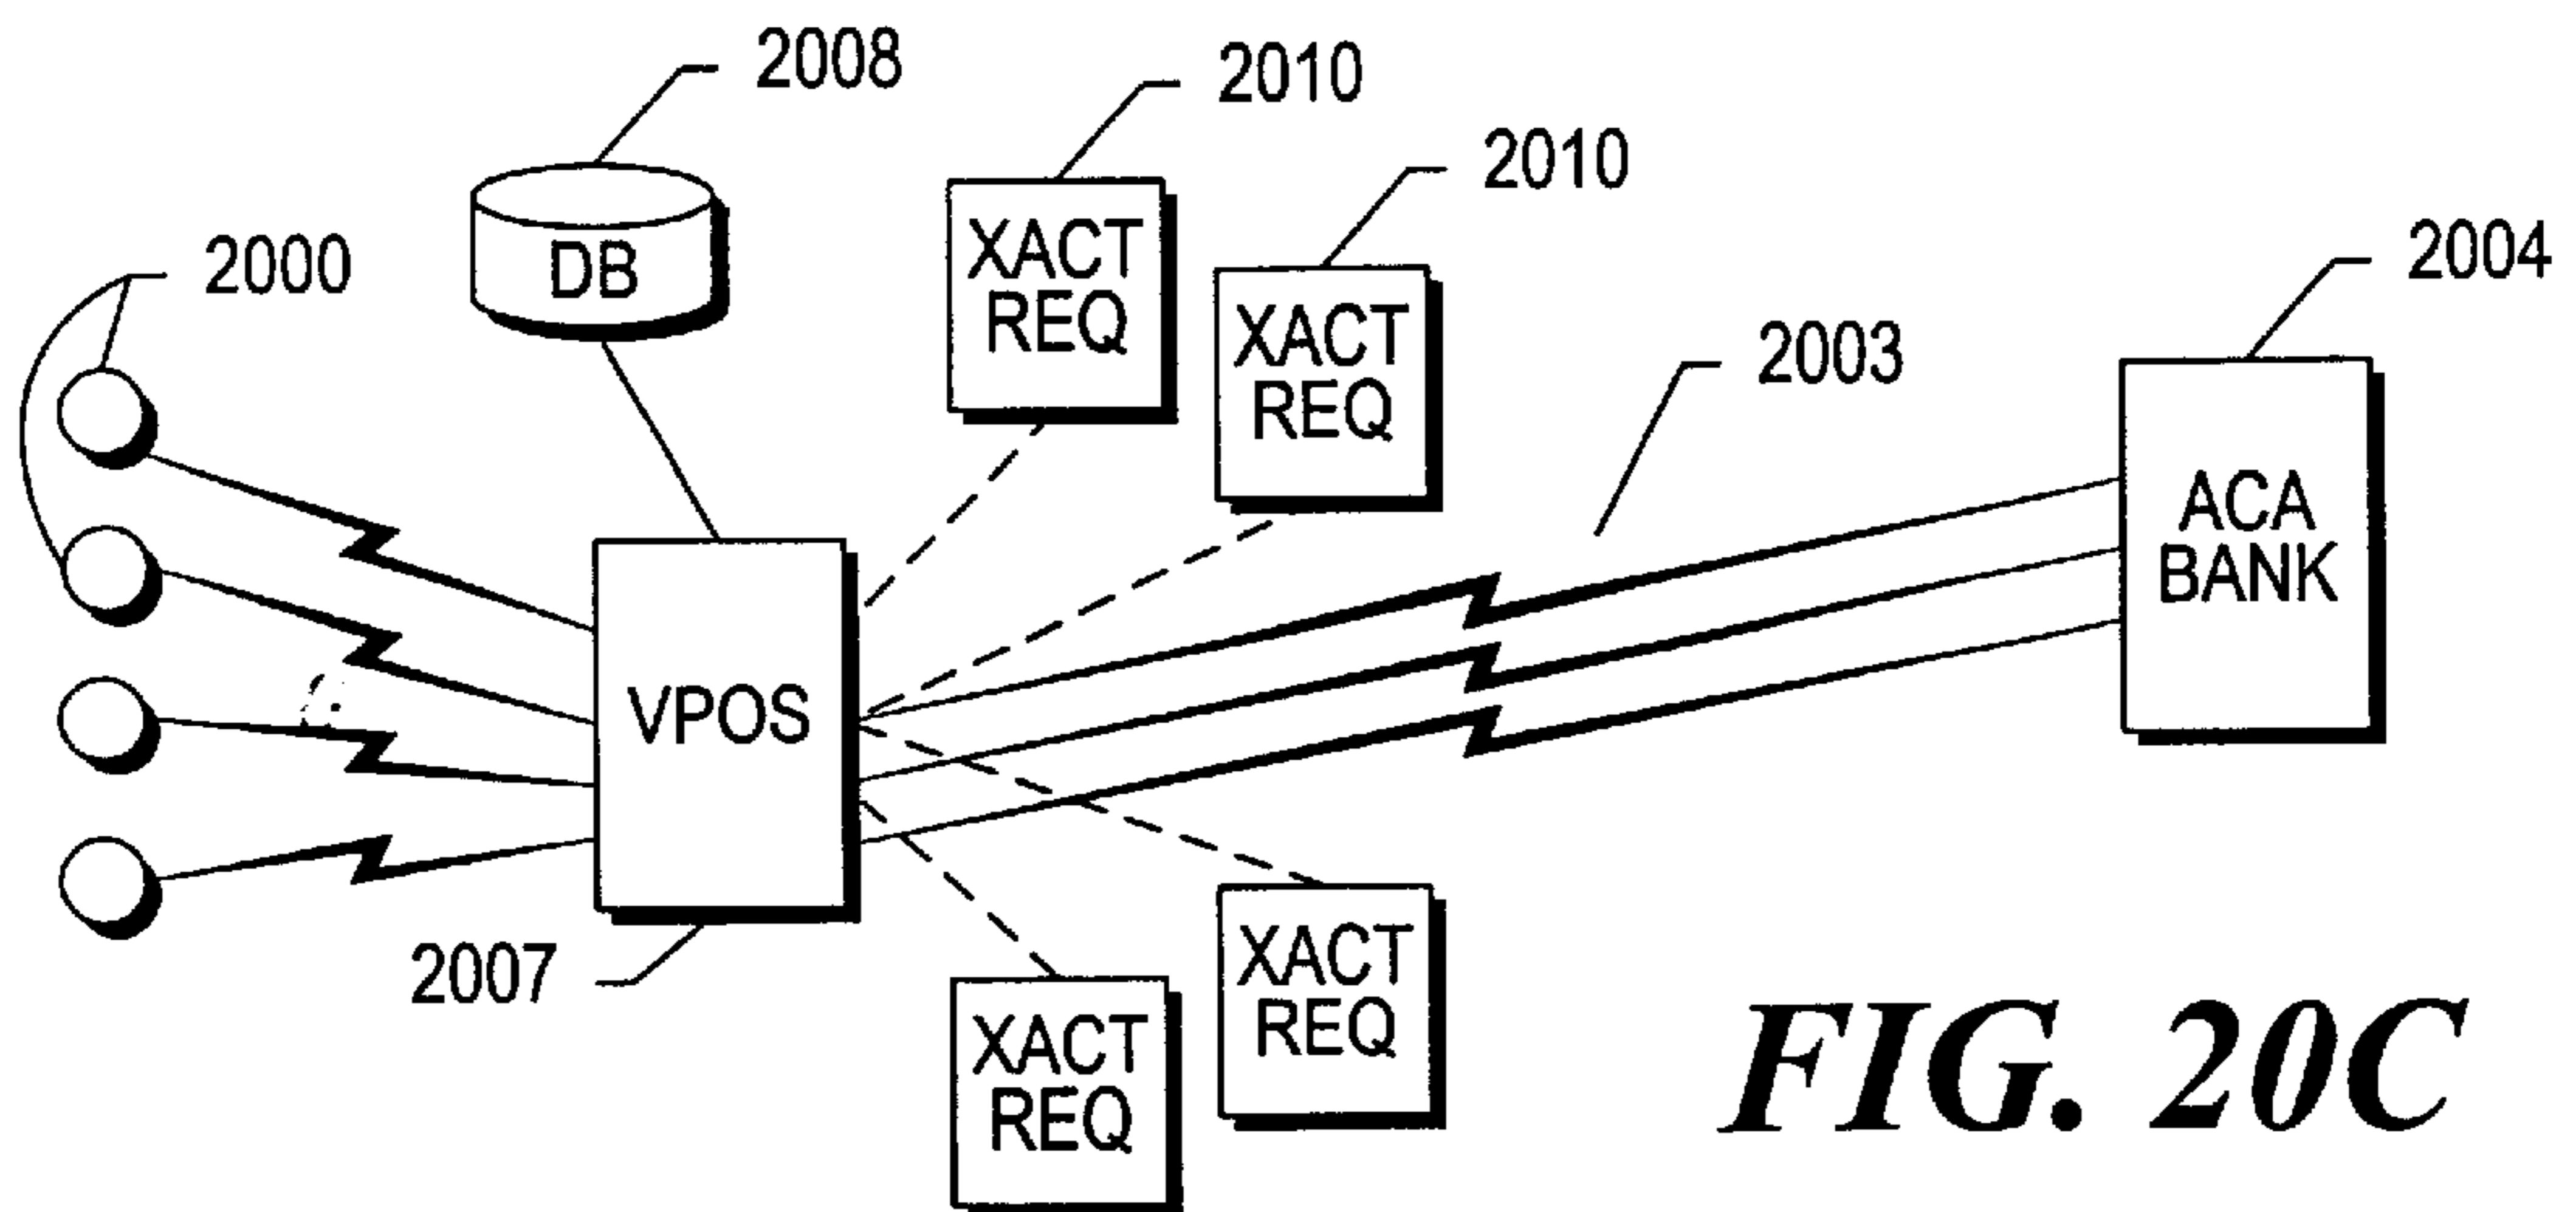 2008
2010
2010
2000
XACT
REQ
DB
XACT
REQ
2004
2003
ACA
BANK
VPOS
2007
XACT
REQ
XACT
REQ
FIG. 20C